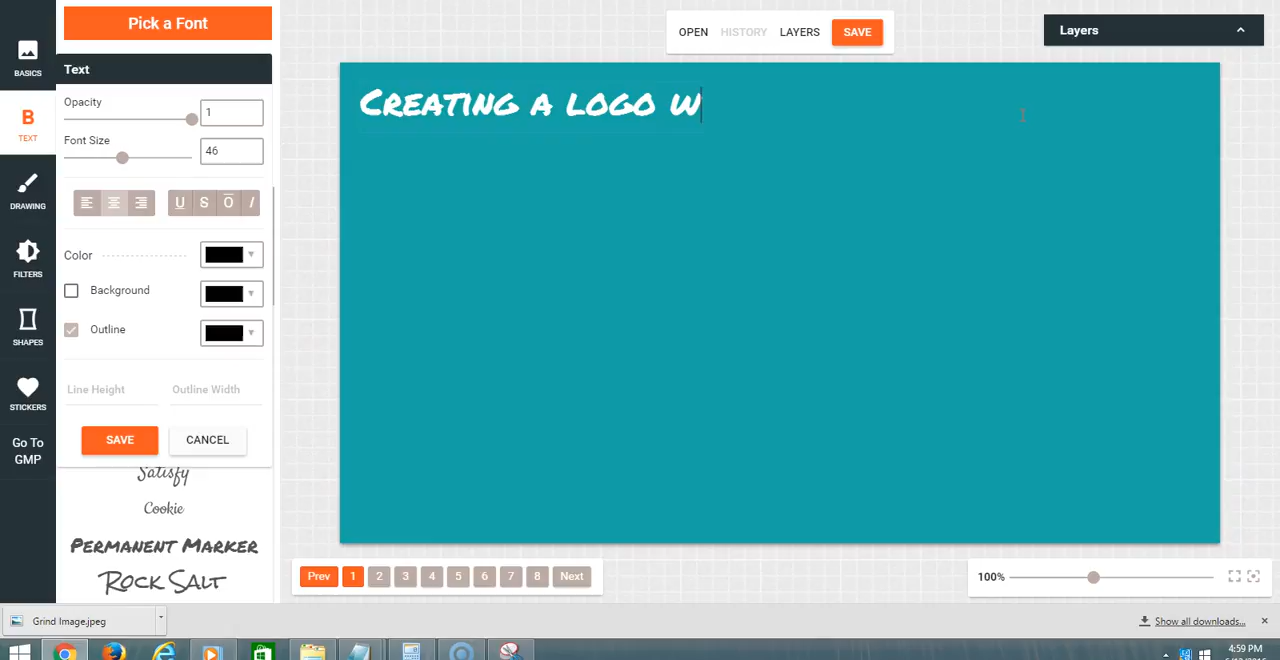 Pick a Font
OPEN HISTORY LAYERS SAVE
Layers
BASICS
TEXT
DRAWING
FILTERS
SHAPES
STICKERS
Go To
GMP
Text
Opacity
1
Font Size
46
U S O I
Color
Background
Outline
Line Height Outline Width
SAVE CANCEL
Satisfy
Cookie
PERMANENT MARKER
Rock Salt
CREATING A LOGO W
Prev 1 2 3 4 5 6 7 8 Next
100%
Grind Image.jpeg
Show all downloads...
4:59 PM